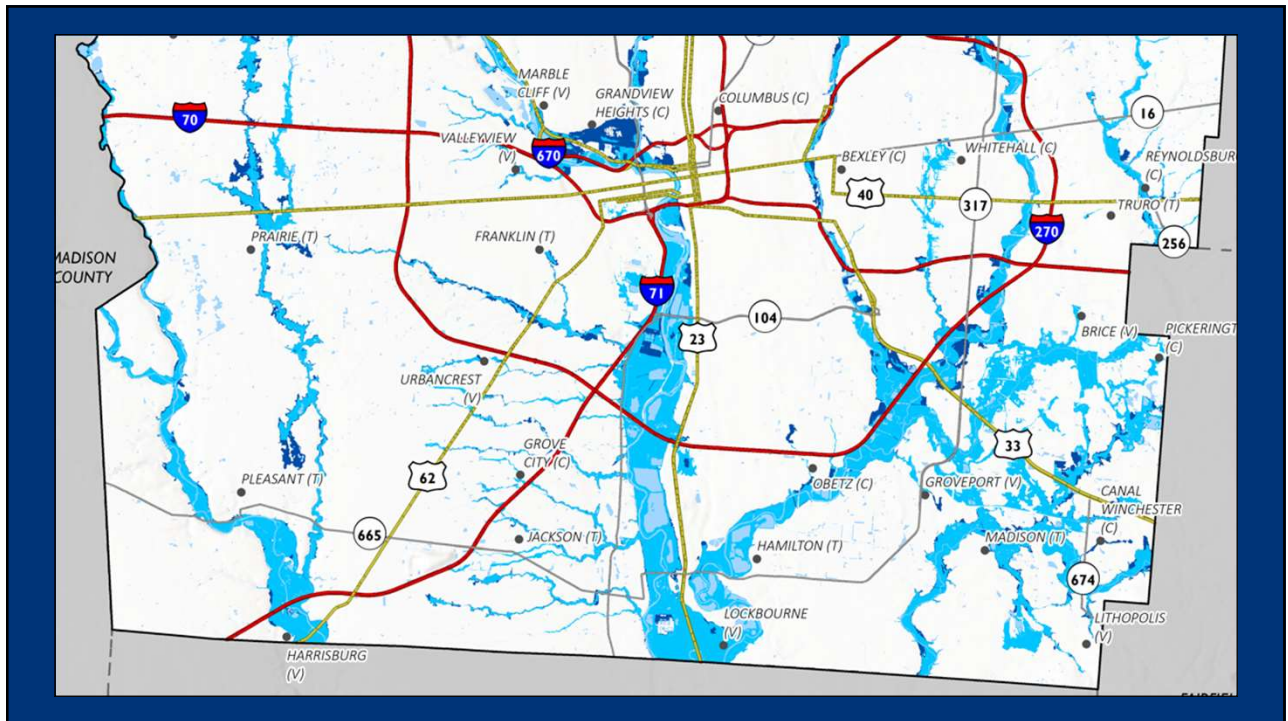 MARBLE
CLIFF (V)
GRANDVIEW
HEIGHTS (C)
COLUMBUS (C)
70
16
VALLEYVIEW
(V)
670
BEXLEY (C)
WHITEHALL (C)
REYNOLDSBUR
(C)
40
317
TRURO (T)
270
256
PRAIRIE (T)
FRANKLIN (T)
MADISON
COUNTY
71
104
23
BRICE (V)
PICKERINGT
(C)
URBANCREST
(V)
GROVE
CITY (C)
33
62
PLEASANT (T)
OBETZ (C)
GROVEPORT (V)
CANAL
WINCHESTER
(C)
665
JACKSON (T)
HAMILTON (T)
MADISON (T)
674
LOCKBOURNE
(V)
LITHOPOLIS
(V)
HARRISBURG
(V)